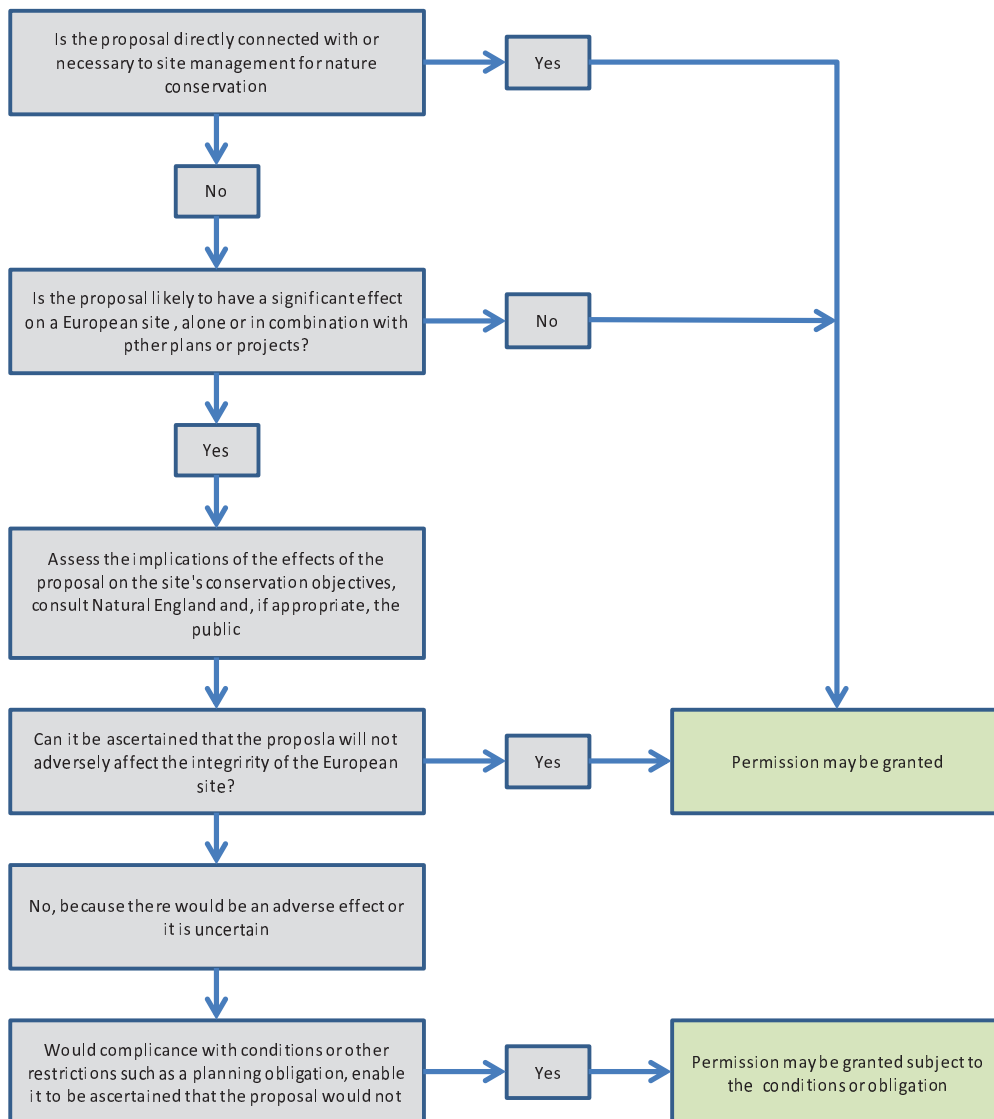 Is the proposal directly connected with or
necessary to site management for nature
conservation
Yes
No
Is the proposal likely to have a significant effect
on a European site , alone or in combination with
pther plans or projects?
No
Yes
Assess the implications of the effects of the
proposal on the site's conservation objectives,
consult Natural England and, if appropriate, the
public
Can it be ascertained that the proposla will not
adversely affect the integririty of the European
site?
Yes
Permission may be granted
No, because there would be an adverse effect or
it is uncertain
Would complicance with conditions or other
restrictions such as a planning obligation, enable
it to be ascertained that the proposal would not
Yes
Permission may be granted subject to
the conditions or obligation